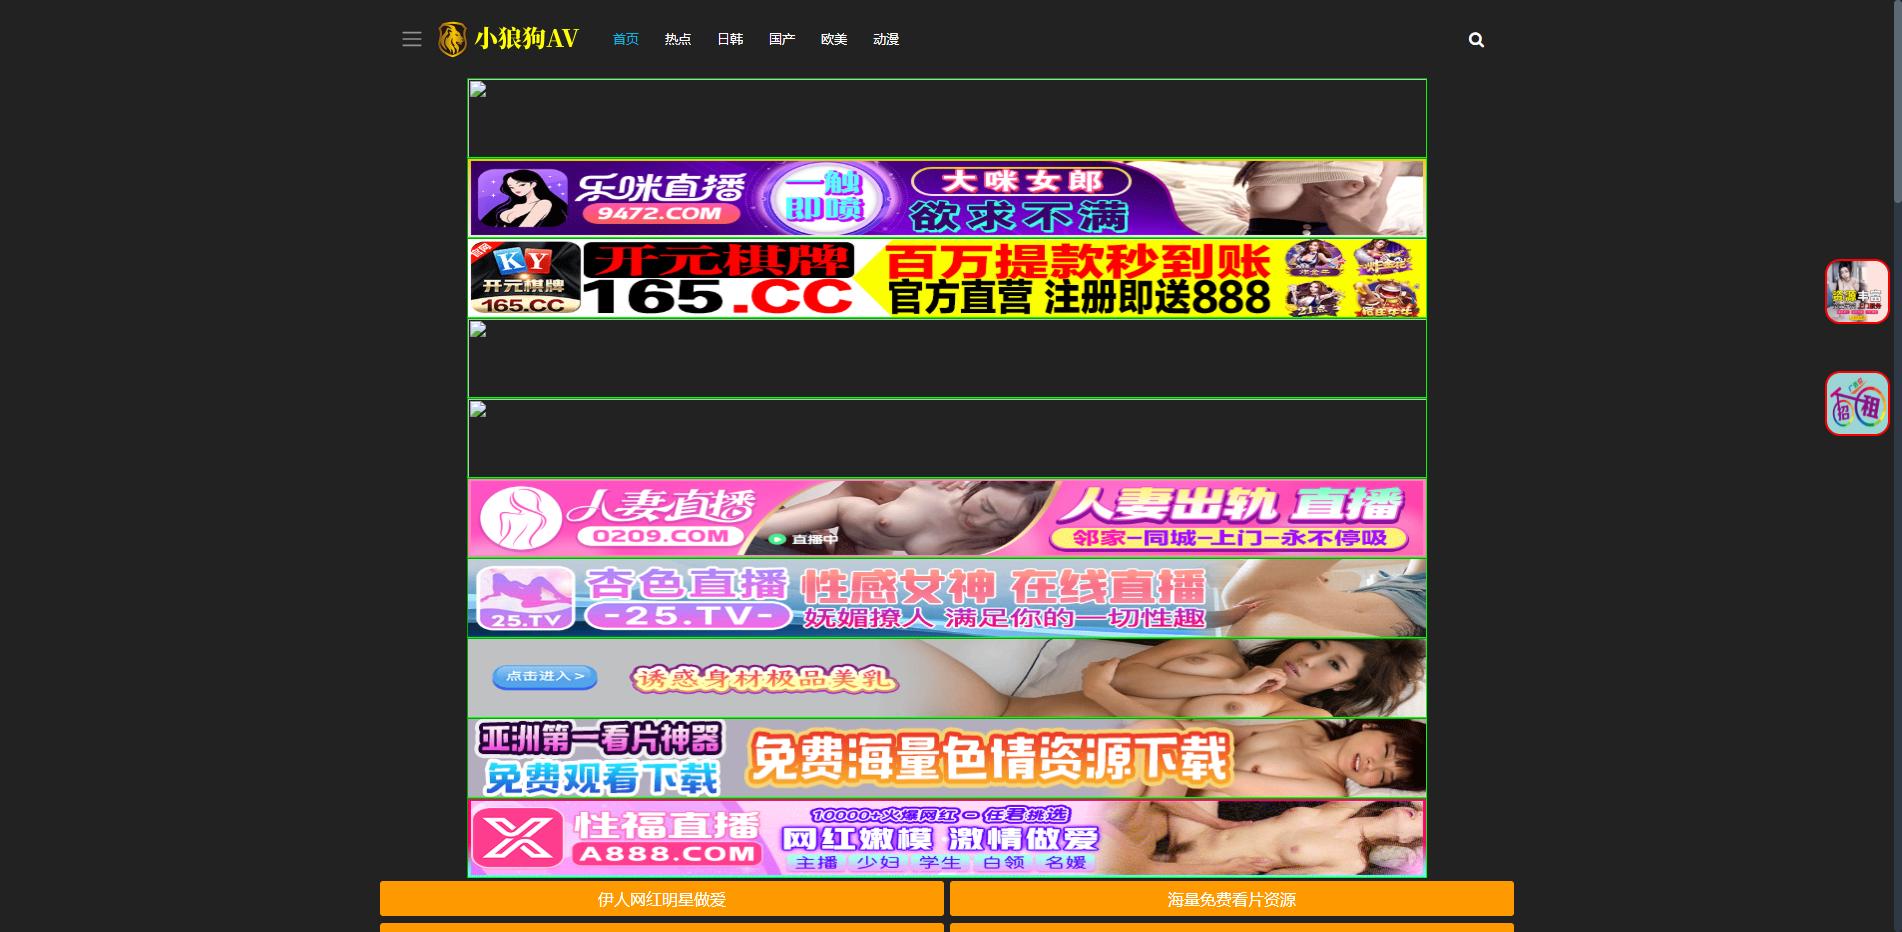 小狼狗AV
首页
热点
日韩
国产
欧美
动漫
乐咪直播
9472.COM
一触
即喷
大咪女郎
欲求不满
官网
KY
开元棋牌
165.CC
开元棋牌
165.CC
百万提款秒到账
官方直营 注册即送888
炸金花
21点
人妻直播
0209.COM
直播中
人妻出轨 直播
邻家-同城-上门-永不停吸
25.TV
杏色直播
-25.TV-
性感女神 在线直播
妩媚撩人 满足你的一切性趣
点击进入 >
诱惑身材极品美乳
亚洲第一看片神器
免费观看下载
免费海量色情资源下载
性福直播
A888.COM
10000+火爆网红 - 任君挑选
网红嫩模·激情做爱
主播 少妇 学生 白领 名媛
资源丰富
招租
伊人网红明星做爱
海量免费看片资源